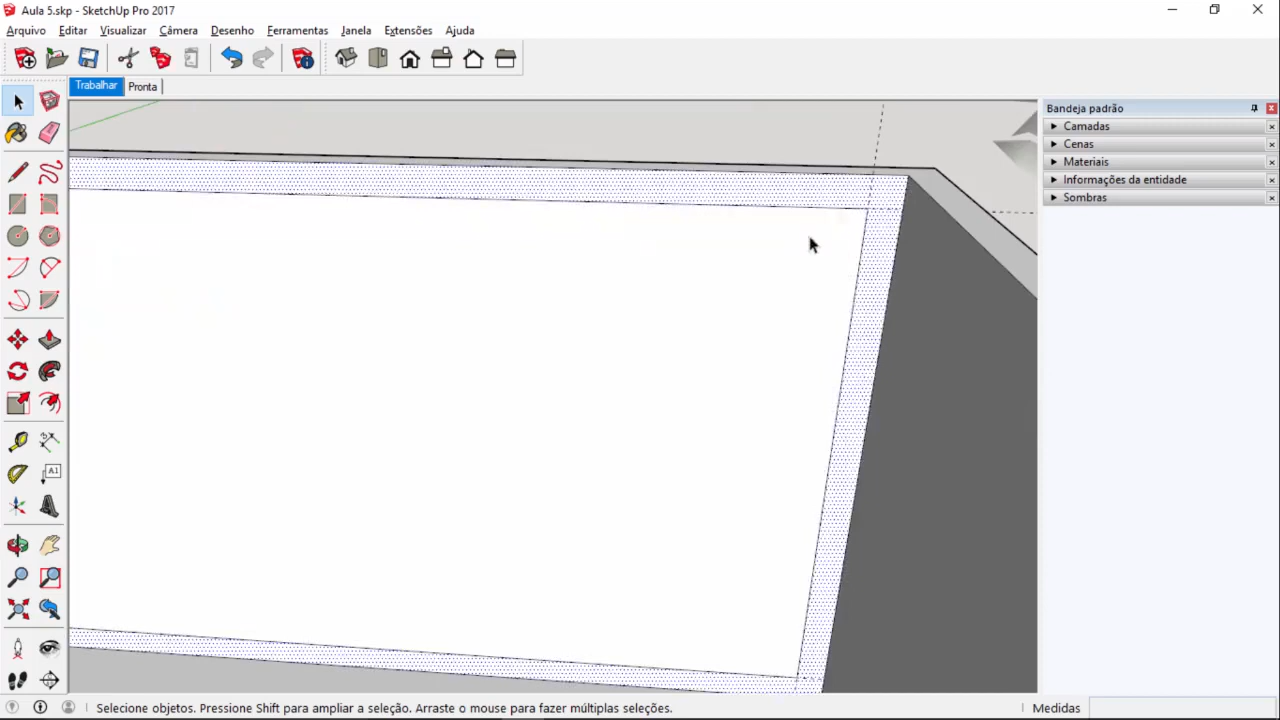 Aula 5.skp - SketchUp Pro 2017
Arquivo Editar Visualizar Câmera Desenho Ferramentas Janela Extensões Ajuda
Trabalhar Pronta
Bandeja padrão
Camadas
Cenas
Materiais
Informações da entidade
Sombras
A1
Selecione objetos. Pressione Shift para ampliar a seleção. Arraste o mouse para fazer múltiplas seleções. Medidas